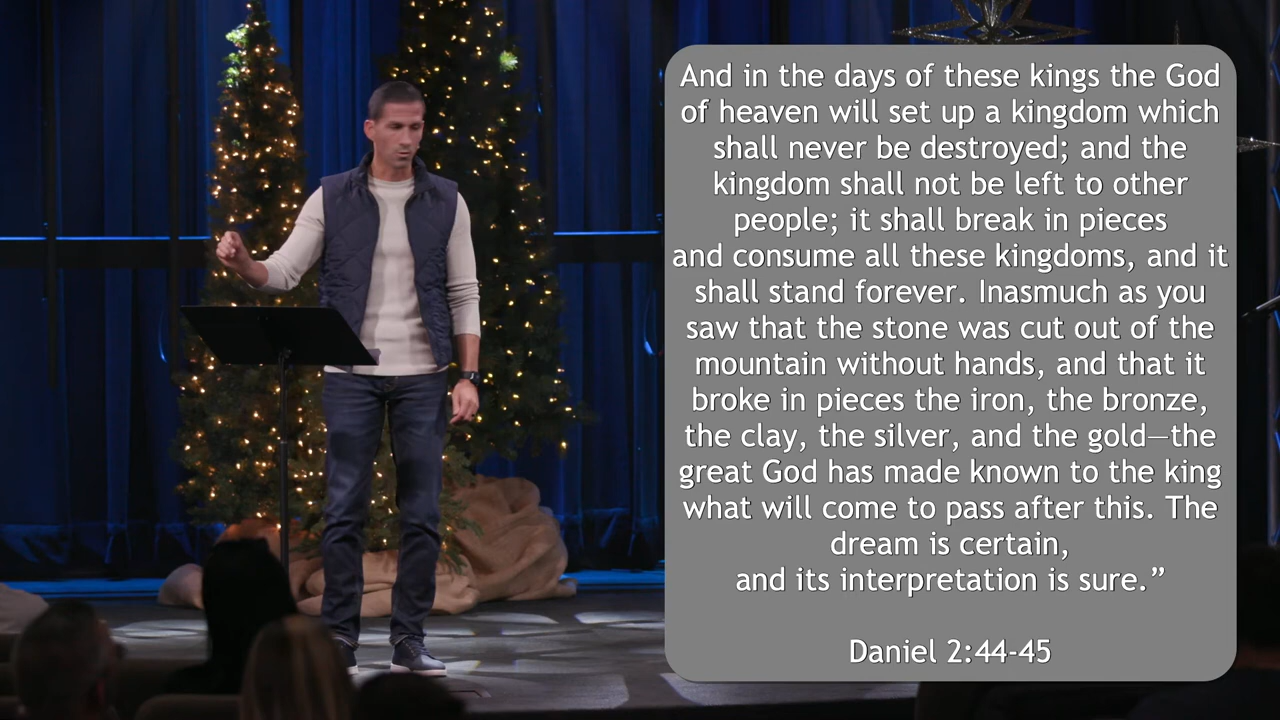 And in the days of these kings the God
of heaven will set up a kingdom which
shall never be destroyed; and the
kingdom shall not be left to other
people; it shall break in pieces
and consume all these kingdoms, and it
shall stand forever. Inasmuch as you
saw that the stone was cut out of the
mountain without hands, and that it
broke in pieces the iron, the bronze,
the clay, the silver, and the gold—the
great God has made known to the king
what will come to pass after this. The
dream is certain,
and its interpretation is sure.”
Daniel 2:44-45